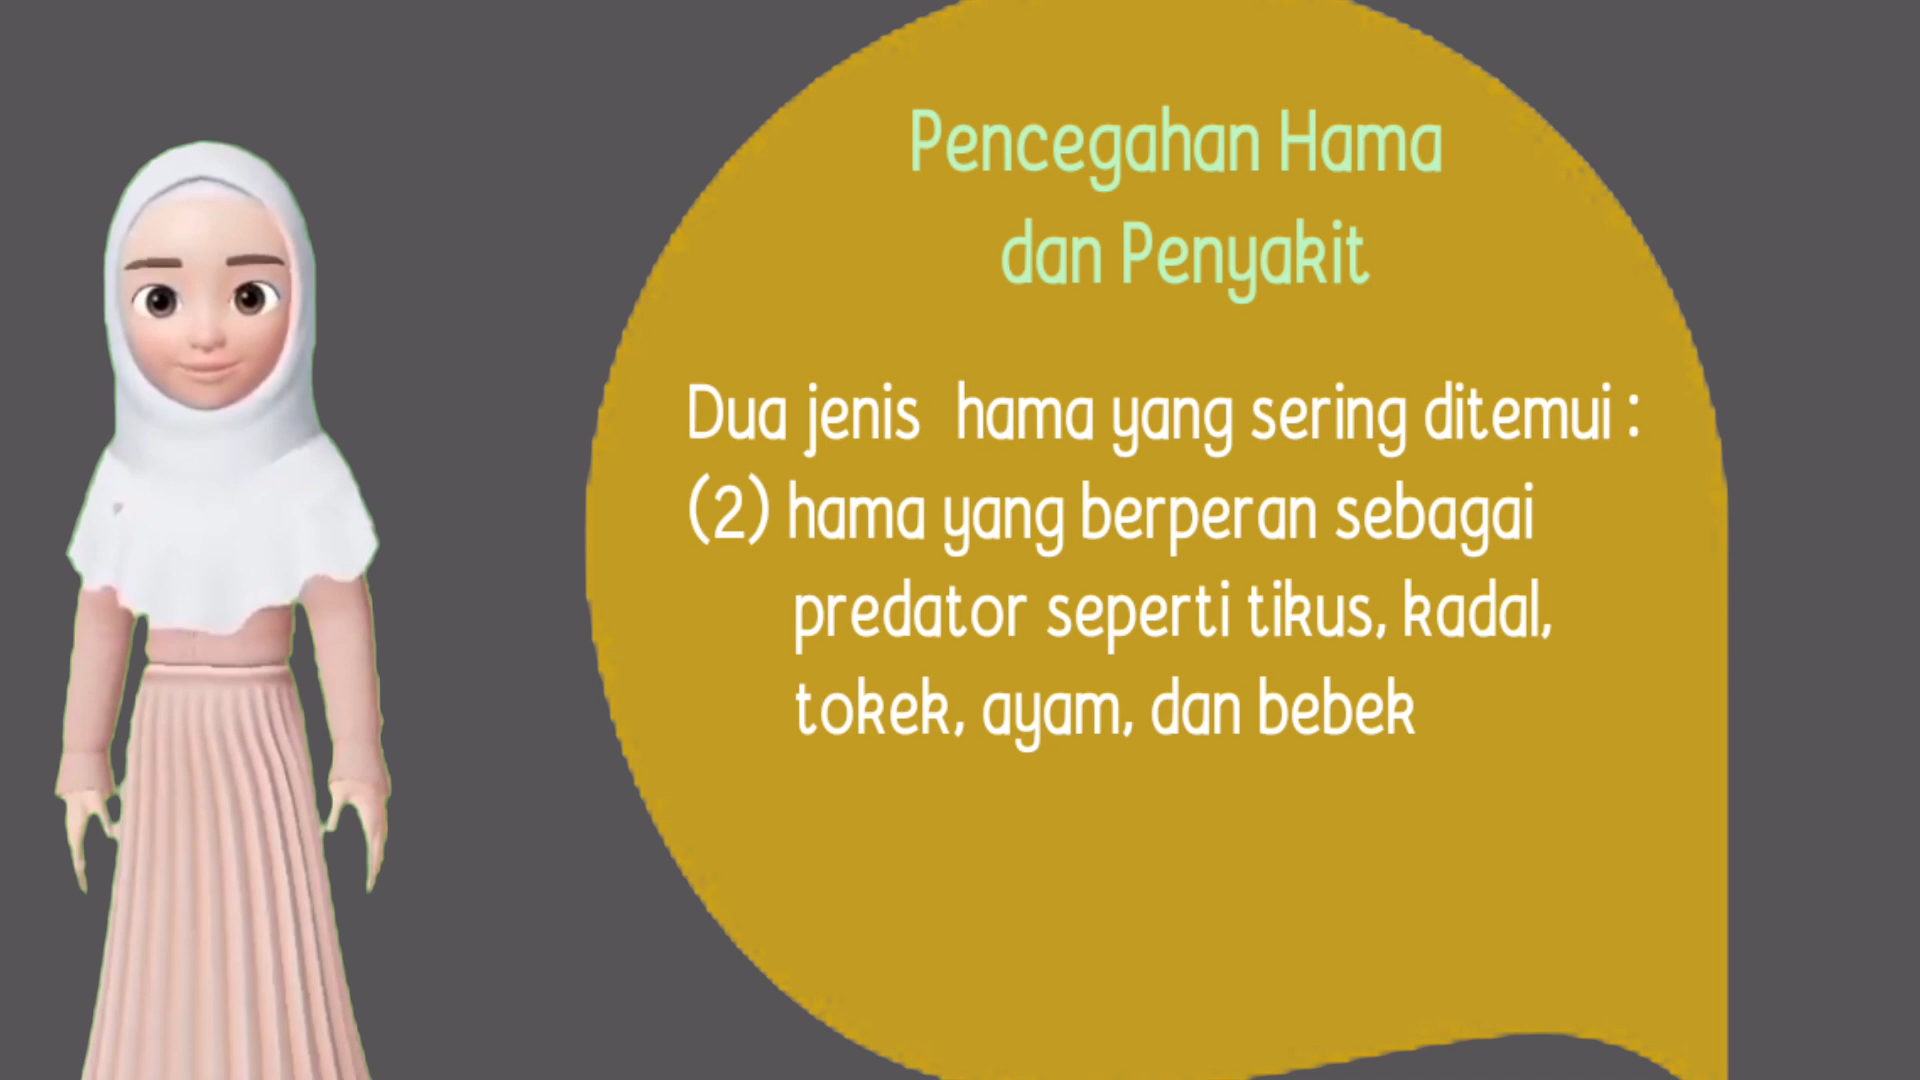 Pencegahan Hama
dan Penyakit
Dua jenis hama yang sering ditemui :
(2) hama yang berperan sebagai
predator seperti tikus, kadal,
tokek, ayam, dan bebek